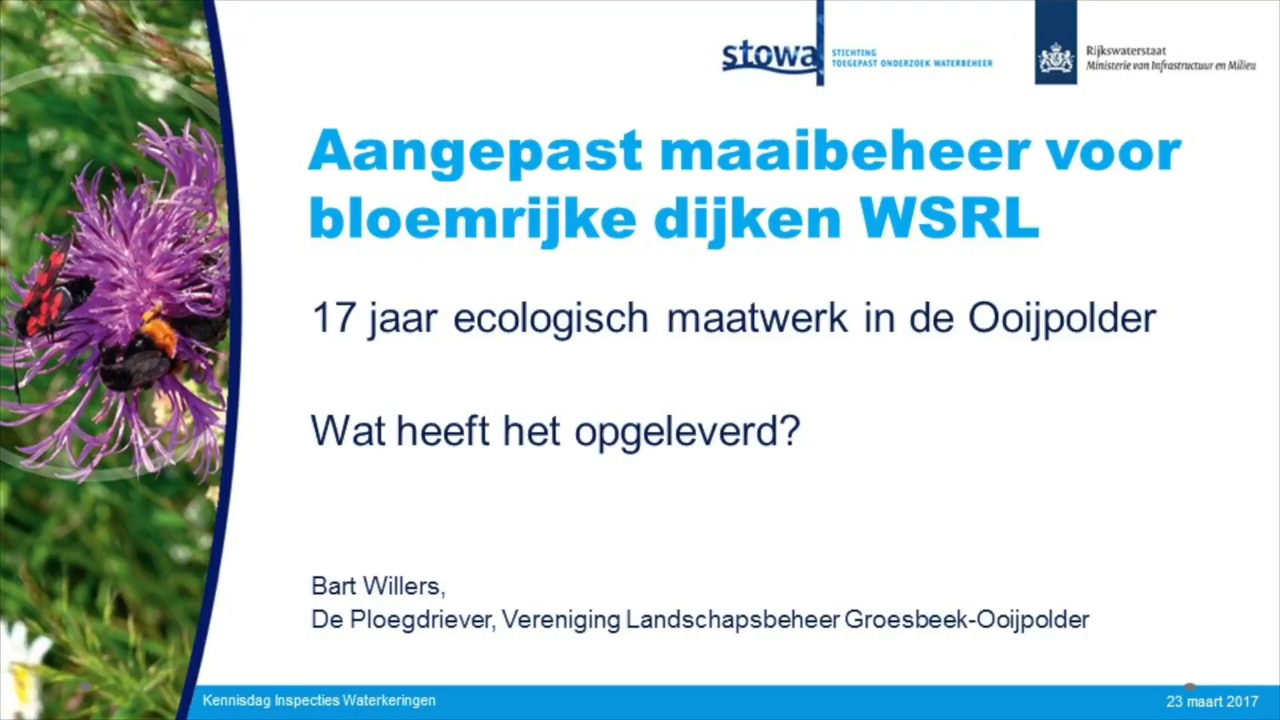 stowa
STICHTING
TOEGEPAST ONDERZOEK WATERBEHEER
Rijkswaterstaat
Ministerie van Infrastructuur en Milieu
Aangepast maaibeheer voor
bloemrijke dijken WSRL
17 jaar ecologisch maatwerk in de Ooijpolder
Wat heeft het opgeleverd?
Bart Willers,
De Ploegdriever, Vereniging Landschapsbeheer Groesbeek-Ooijpolder
Kennisdag Inspecties Waterkeringen
23 maart 2017